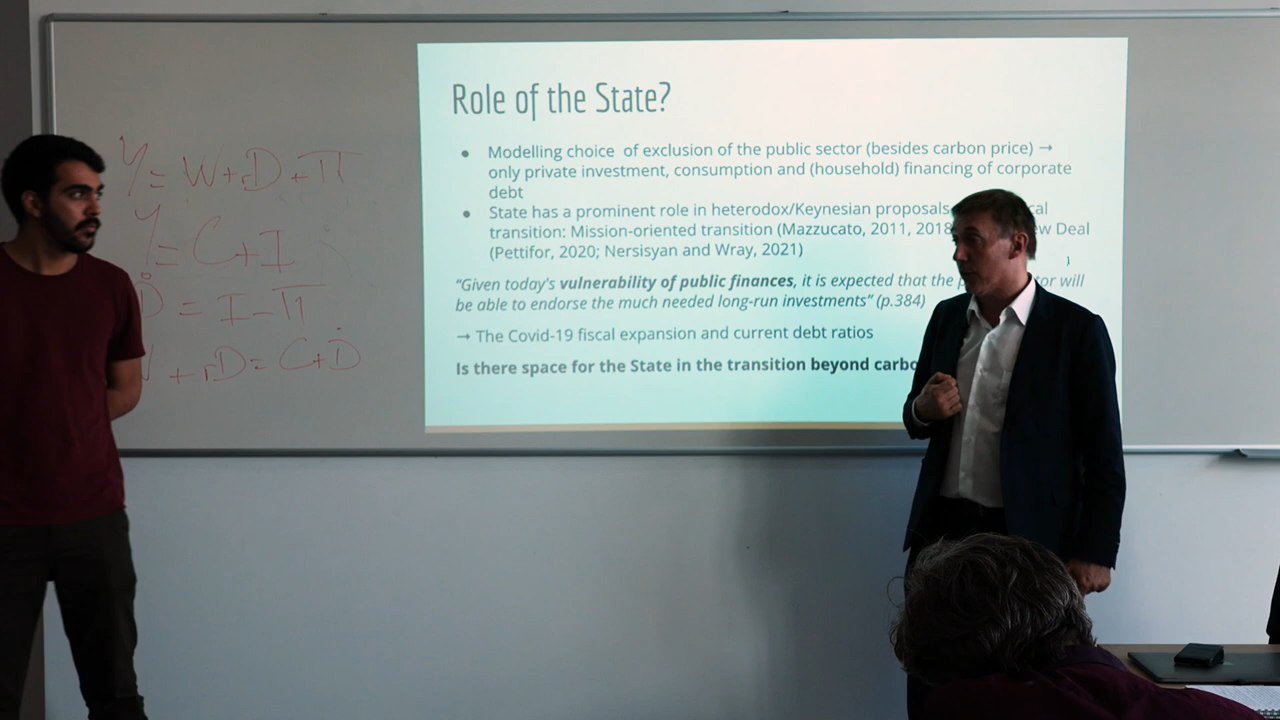 Role of the State?
● Modelling choice of exclusion of the public sector (besides carbon price) →
only private investment, consumption and (household) financing of corporate
debt
● State has a prominent role in heterodox/Keynesian proposals
transition: Mission-oriented transition (Mazzucato, 2011, 2018 Deal
(Pettifor, 2020; Nersisyan and Wray, 2021)
“Given today's vulnerability of public finances, it is expected that the will
be able to endorse the much needed long-run investments” (p.384)
→ The Covid-19 fiscal expansion and current debt ratios
Is there space for the State in the transition beyond
Y = W+rD+Π
Y = C+I
Ḋ = I-Π
W + rD = C+Ḋ